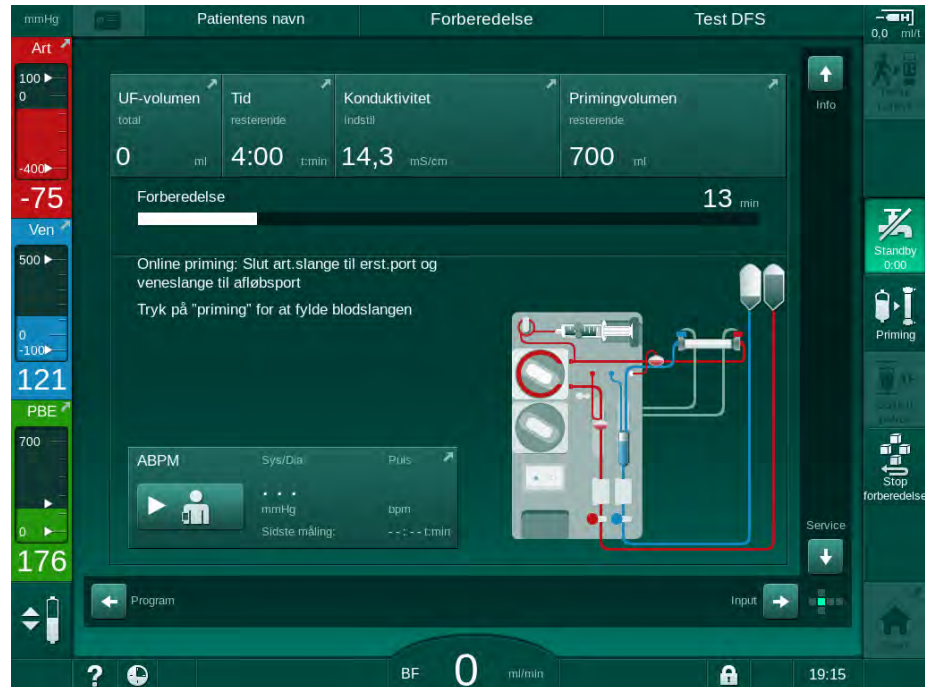 mmHg
Patientens navn
Forberedelse
Test DFS
0,0 ml/t
Art
100
0
-400
-75
Ven
500
0
-100
121
PBE
700
0
176
UF-volumen
total
0 ml
Tid
resterende
4:00 t:min
Konduktivitet
indstil
14,3 mS/cm
Primingvolumen
resterende
700 ml
Forberedelse
13 min
Online priming: Slut art.slange til erst.port og
veneslange til afløbsport
Tryk på "priming" for at fylde blodslangen
ABPM
Sys/Dia
Puls
. . .
mmHg
bpm
Sidste måling:
--:-- t:min
Info
Service
Program
Input
Standby
0:00
Priming
Stop
forberedelse
?
BF 0 ml/min
19:15